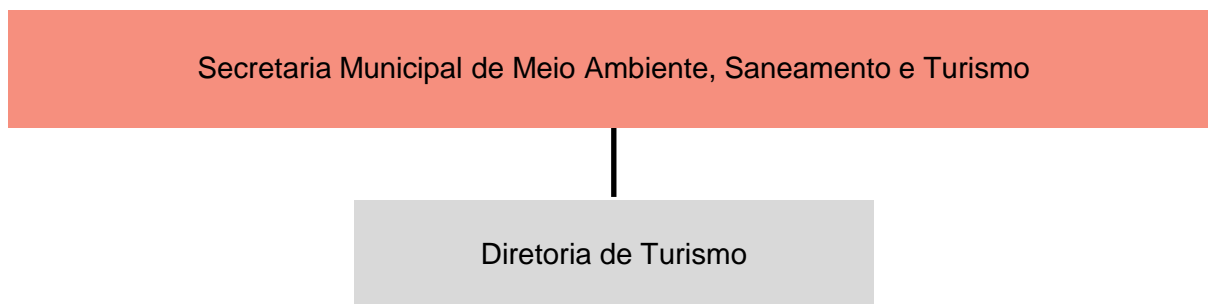 Secretaria Municipal de Meio Ambiente, Saneamento e Turismo
Diretoria de Turismo